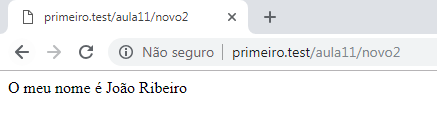 primeiro.test/aula11/novo2
Não seguro primeiro.test/aula11/novo2
O meu nome é João Ribeiro